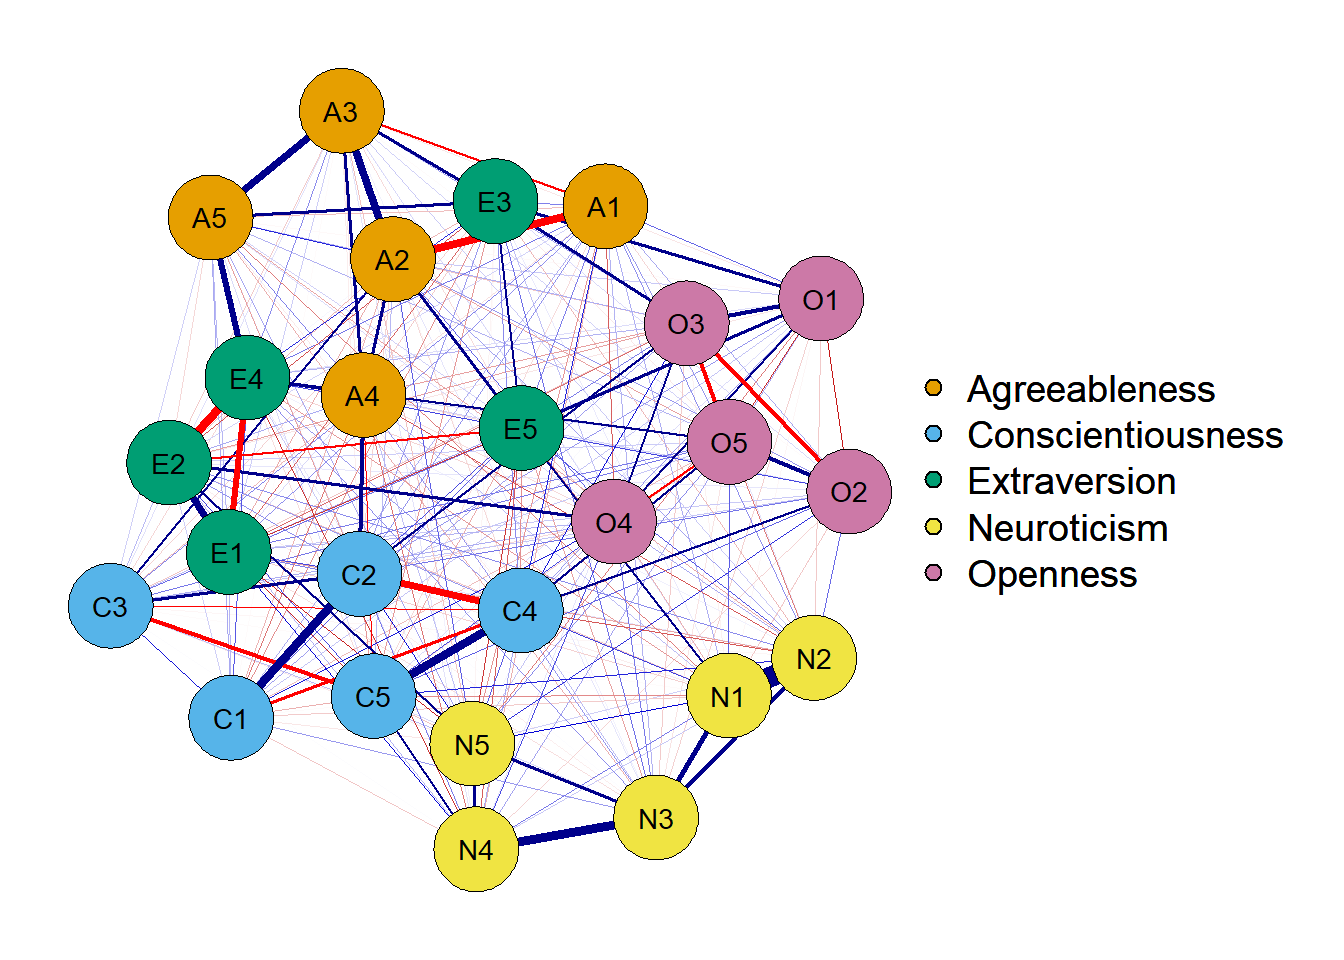 A3
A5
E3
A1
A2
O1
O3
E4
A4
E5
O5
E2
O2
O4
E1
C2
C3
C4
C1
C5
N1
N2
N5
N3
N4
Agreeableness
Conscientiousness
Extraversion
Neuroticism
Openness